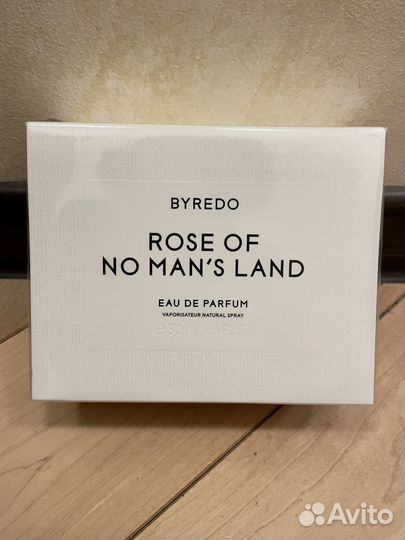 BYREDO
ROSE OF
NO MAN'S LAND
EAU DE PARFUM
VAPORISATEUR NATURAL SPRAY
Avito